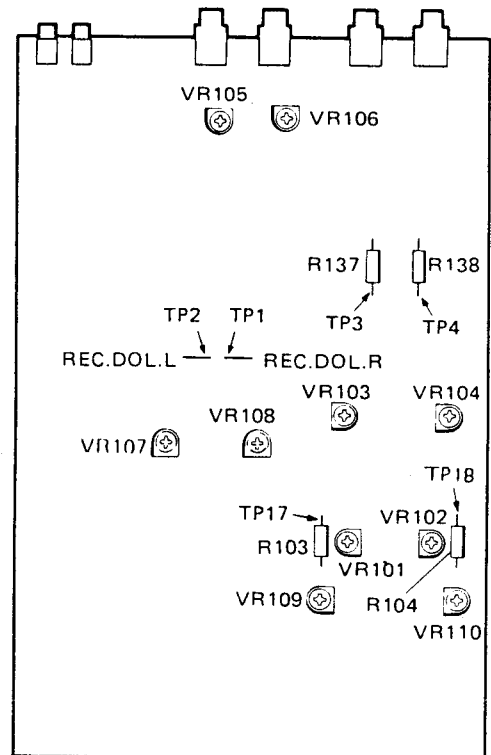 VR105
VR106
R137
R138
TP3
TP4
TP2
TP1
REC.DOL.L
REC.DOL.R
VR103
VR104
VR107
VR108
TP18
TP17
VR102
R103
VR101
VR109
R104
VR110